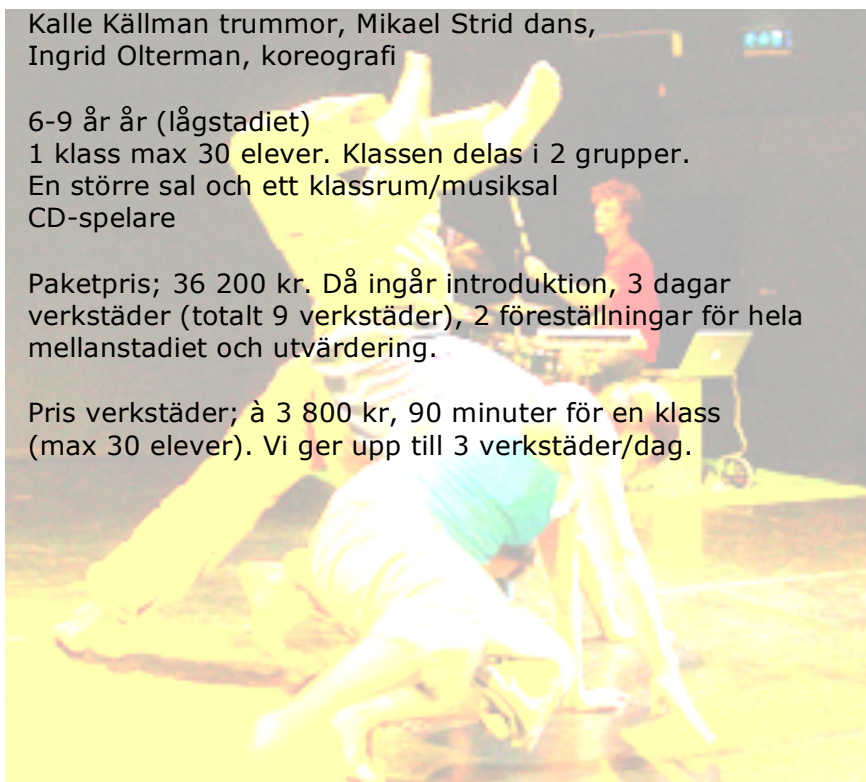 Kalle Källman trummor, Mikael Strid dans,
Ingrid Olterman, koreografi
6-9 år år (lågstadiet)
1 klass max 30 elever. Klassen delas i 2 grupper.
En större sal och ett klassrum/musiksal
CD-spelare
Paketpris; 36 200 kr. Då ingår introduktion, 3 dagar
verkstäder (totalt 9 verkstäder), 2 föreställningar för hela
mellanstadiet och utvärdering.
Pris verkstäder; à 3 800 kr, 90 minuter för en klass
(max 30 elever). Vi ger upp till 3 verkstäder/dag.